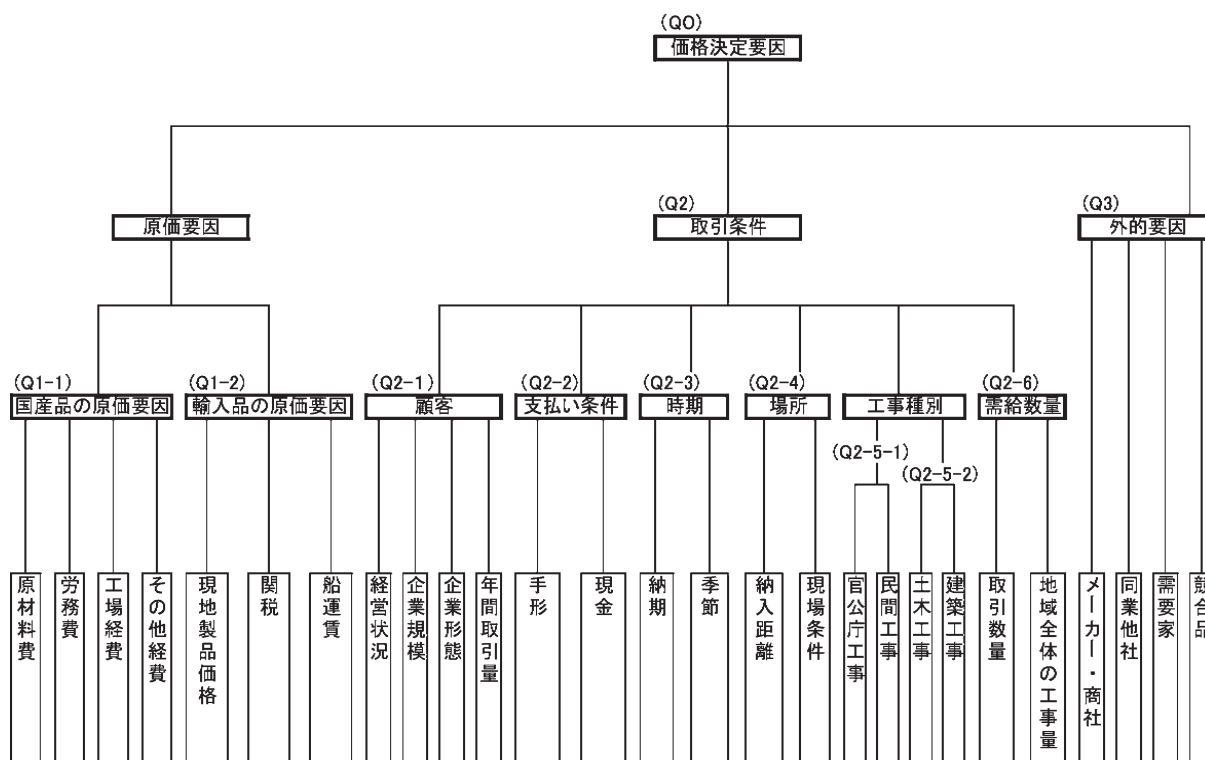 (Q0)
価格決定要因
原価要因
(Q2)
取引条件
(Q3)
外的要因
(Q1-1)
国産品の原価要因
(Q1-2)
輸入品の原価要因
(Q2-1)
顧客
(Q2-2)
支払い条件
(Q2-3)
時期
(Q2-4)
場所
工事種別
(Q2-6)
需給数量
(Q2-5-1)
(Q2-5-2)
原材料費
労務費
工場経費
その他経費
現地製品価格
関税
船運賃
経営状況
企業規模
企業形態
年間取引量
手形
現金
納期
季節
納入距離
現場条件
官公庁工事
民間工事
土木工事
建築工事
取引数量
地域全体の工事量
メーカー・商社
同業他社
需要家
競合品